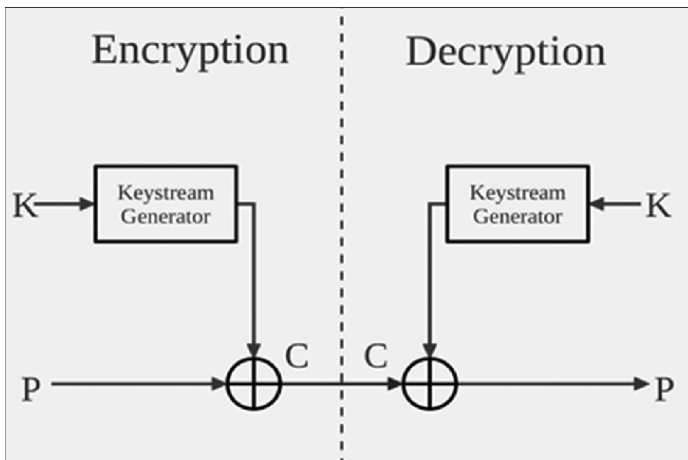 Encryption
Decryption
K
Keystream
Generator
Keystream
Generator
K
C
C
P
P